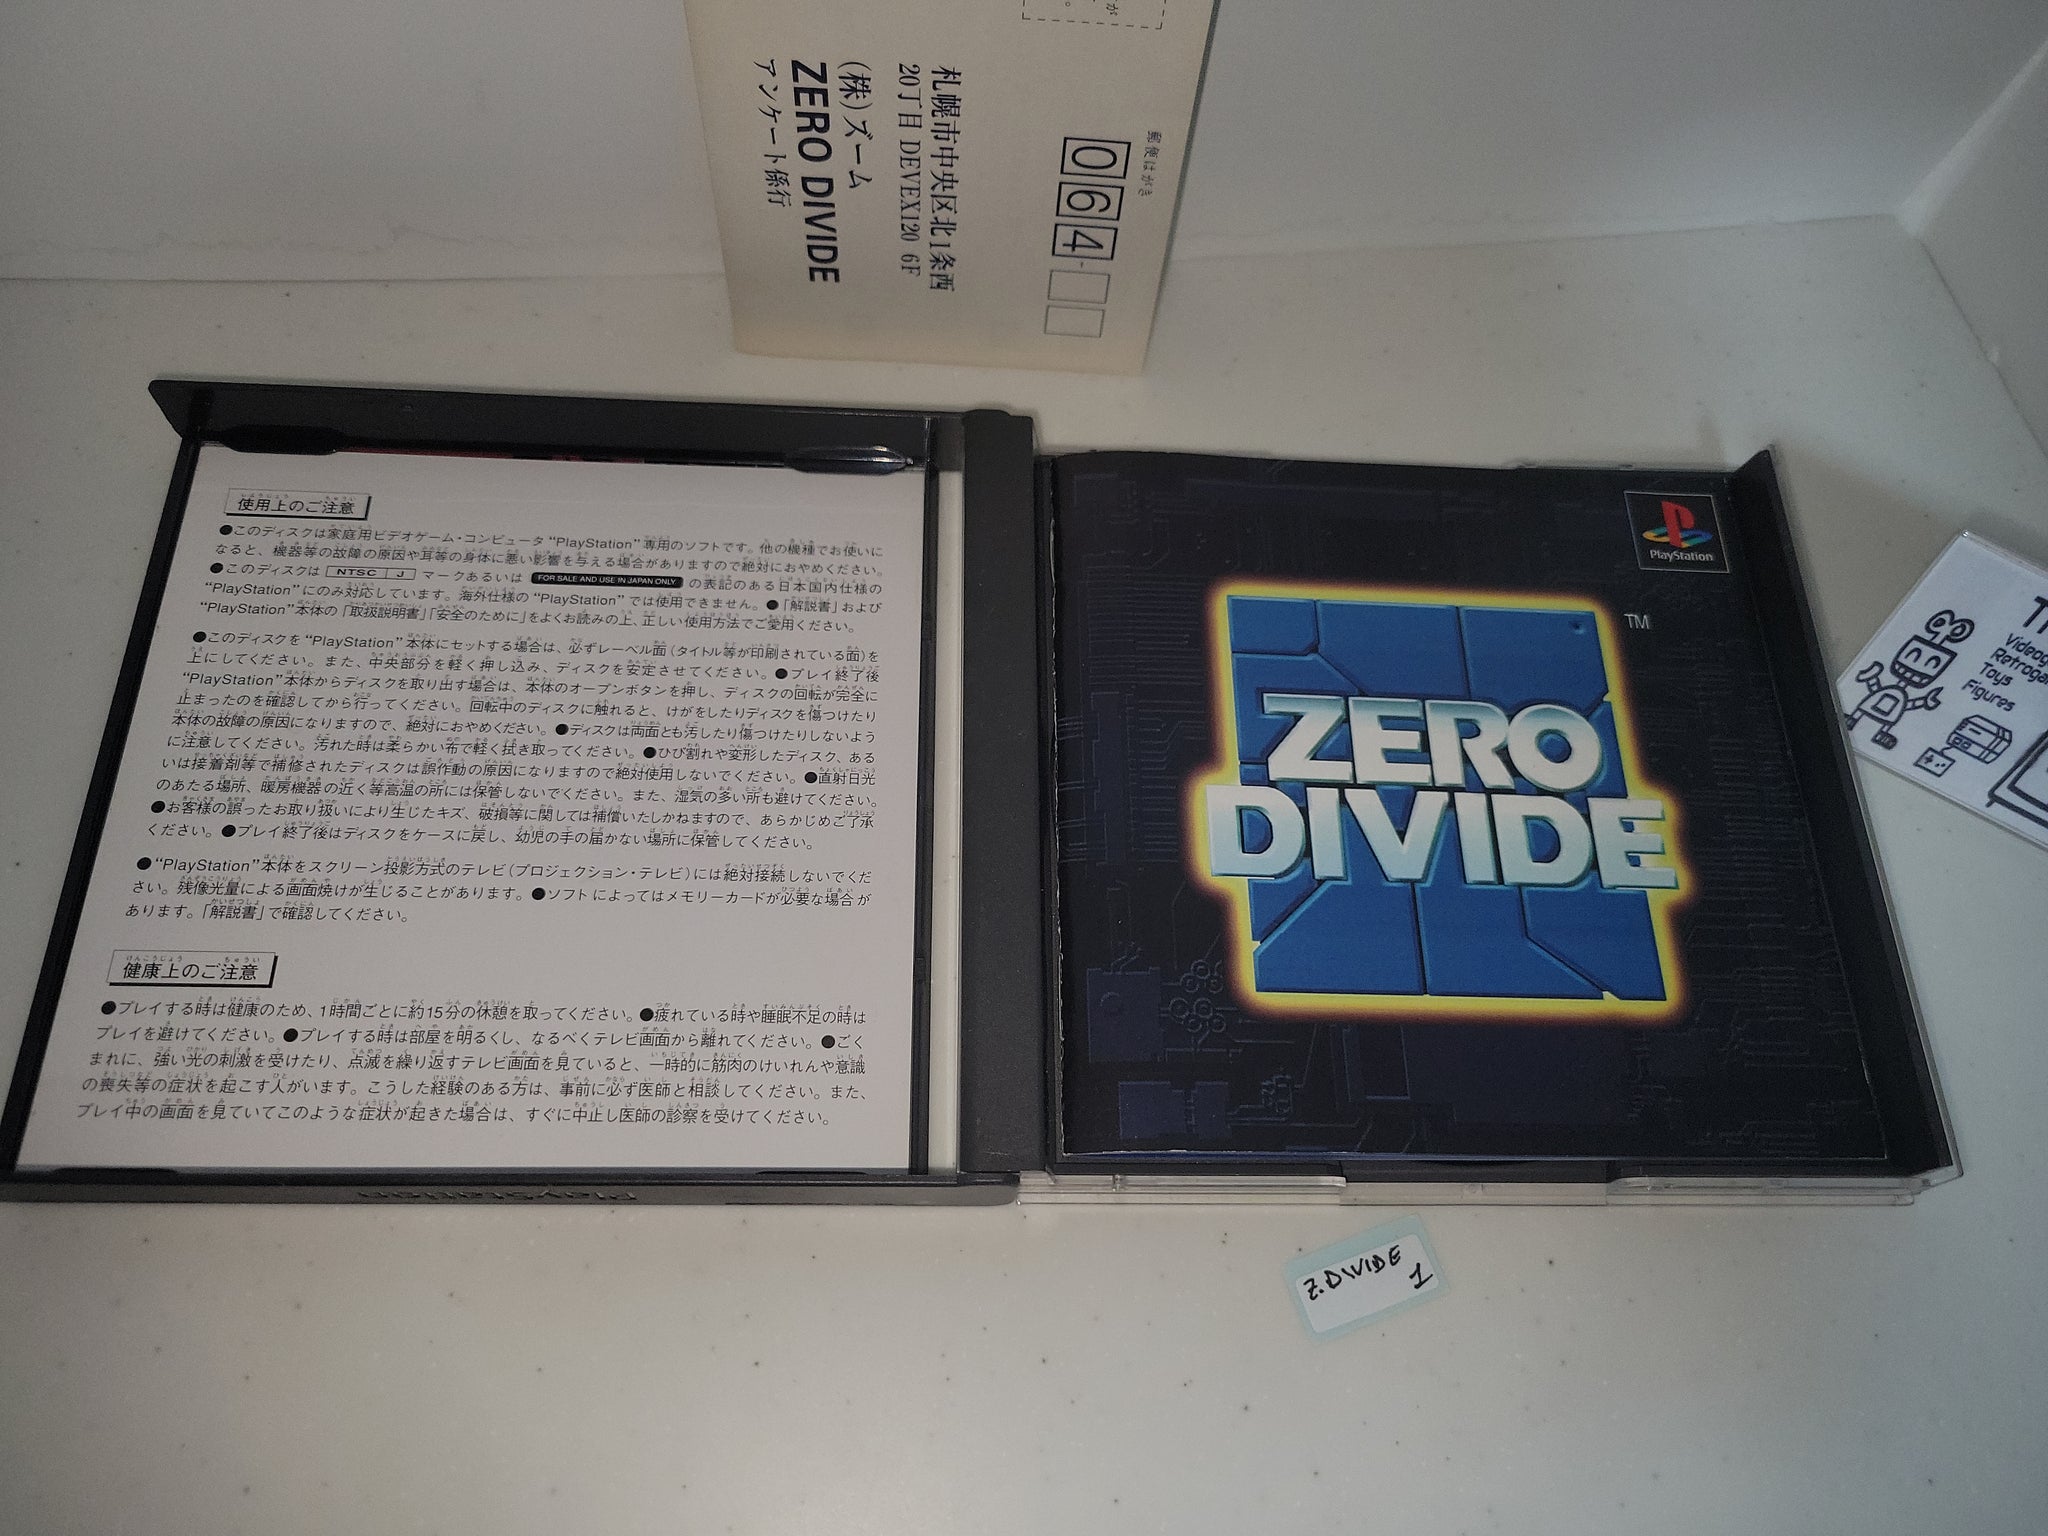 郵便はがき
064-
札幌市中央区北1条西
20丁目 DEVEX120 6F
(株)ズーム
ZERO DIVIDE
アンケート係行
使用上のご注意
●このディスクは家庭用ビデオゲーム・コンピュータ“PlayStation”専用のソフトです。他の機種でお使いに
なると、機器等の故障の原因や耳等の身体に悪い影響を与える場合がありますので絶対におやめください。
●このディスクは NTSC J マークあるいは FOR SALE AND USE IN JAPAN ONLY の表記のある日本国内仕様の
“PlayStation”にのみ対応しています。海外仕様の“PlayStation”では使用できません。●「解説書」および
“PlayStation”本体の「取扱説明書」「安全のために」をよくお読みの上、正しい使用方法でご愛用ください。
●このディスクを“PlayStation”本体にセットする場合は、必ずレーベル面(タイトル等が印刷されている面)を
上にしてください。また、中央部分を軽く押し込み、ディスクを安定させてください。●プレイ終了後
“PlayStation”本体からディスクを取り出す場合は、本体のオープンボタンを押し、ディスクの回転が完全に
止まったのを確認してから行ってください。回転中のディスクに触れると、けがをしたりディスクを傷つけたり
本体の故障の原因になりますので、絶対におやめください。●ディスクは両面とも汚したり傷つけたりしないよう
に注意してください。汚れた時は柔らかい布で軽く拭き取ってください。●ひび割れや変形したディスク、ある
いは接着剤等で補修されたディスクは誤作動の原因になりますので絶対使用しないでください。●直射日光
のあたる場所、暖房機器の近く等高温の所には保管しないでください。また、湿気の多い所も避けてください。
●お客様の誤ったお取り扱いにより生じたキズ、破損等に関しては補償いたしかねますので、あらかじめご了承
ください。●プレイ終了後はディスクをケースに戻し、幼児の手の届かない場所に保管してください。
●“PlayStation”本体をスクリーン投影方式のテレビ(プロジェクション・テレビ)には絶対接続しないでくだ
さい。残像光量による画面焼けが生じることがあります。●ソフトによってはメモリーカードが必要な場合が
あります。「解説書」で確認してください。
健康上のご注意
●プレイする時は健康のため、1時間ごとに約15分の休憩を取ってください。●疲れている時や睡眠不足の時は
プレイを避けてください。●プレイする時は部屋を明るくし、なるべくテレビ画面から離れてください。●ごく
まれに、強い光の刺激を受けたり、点滅を繰り返すテレビ画面を見ていると、一時的に筋肉のけいれんや意識
の喪失等の症状を起こす人がいます。こうした経験のある方は、事前に必ず医師と相談してください。また、
プレイ中の画面を見ていてこのような症状が起きた場合は、すぐに中止し医師の診察を受けてください。
PlayStation
PlayStation
ZERO
DIVIDE
TM
Z.DIVIDE
1
Toys
Figures